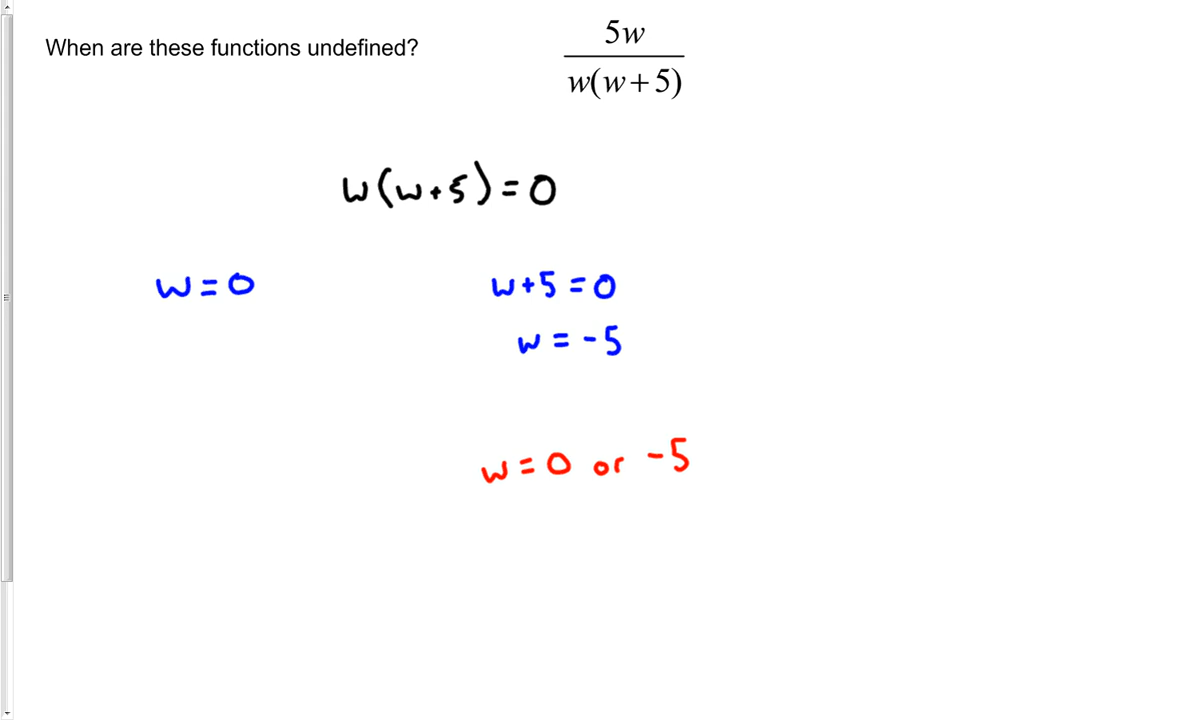 When are these functions undefined?
5w
w(w+5)
w(w+5)=0
w=0
w+5=0
w=-5
w=0 or -5